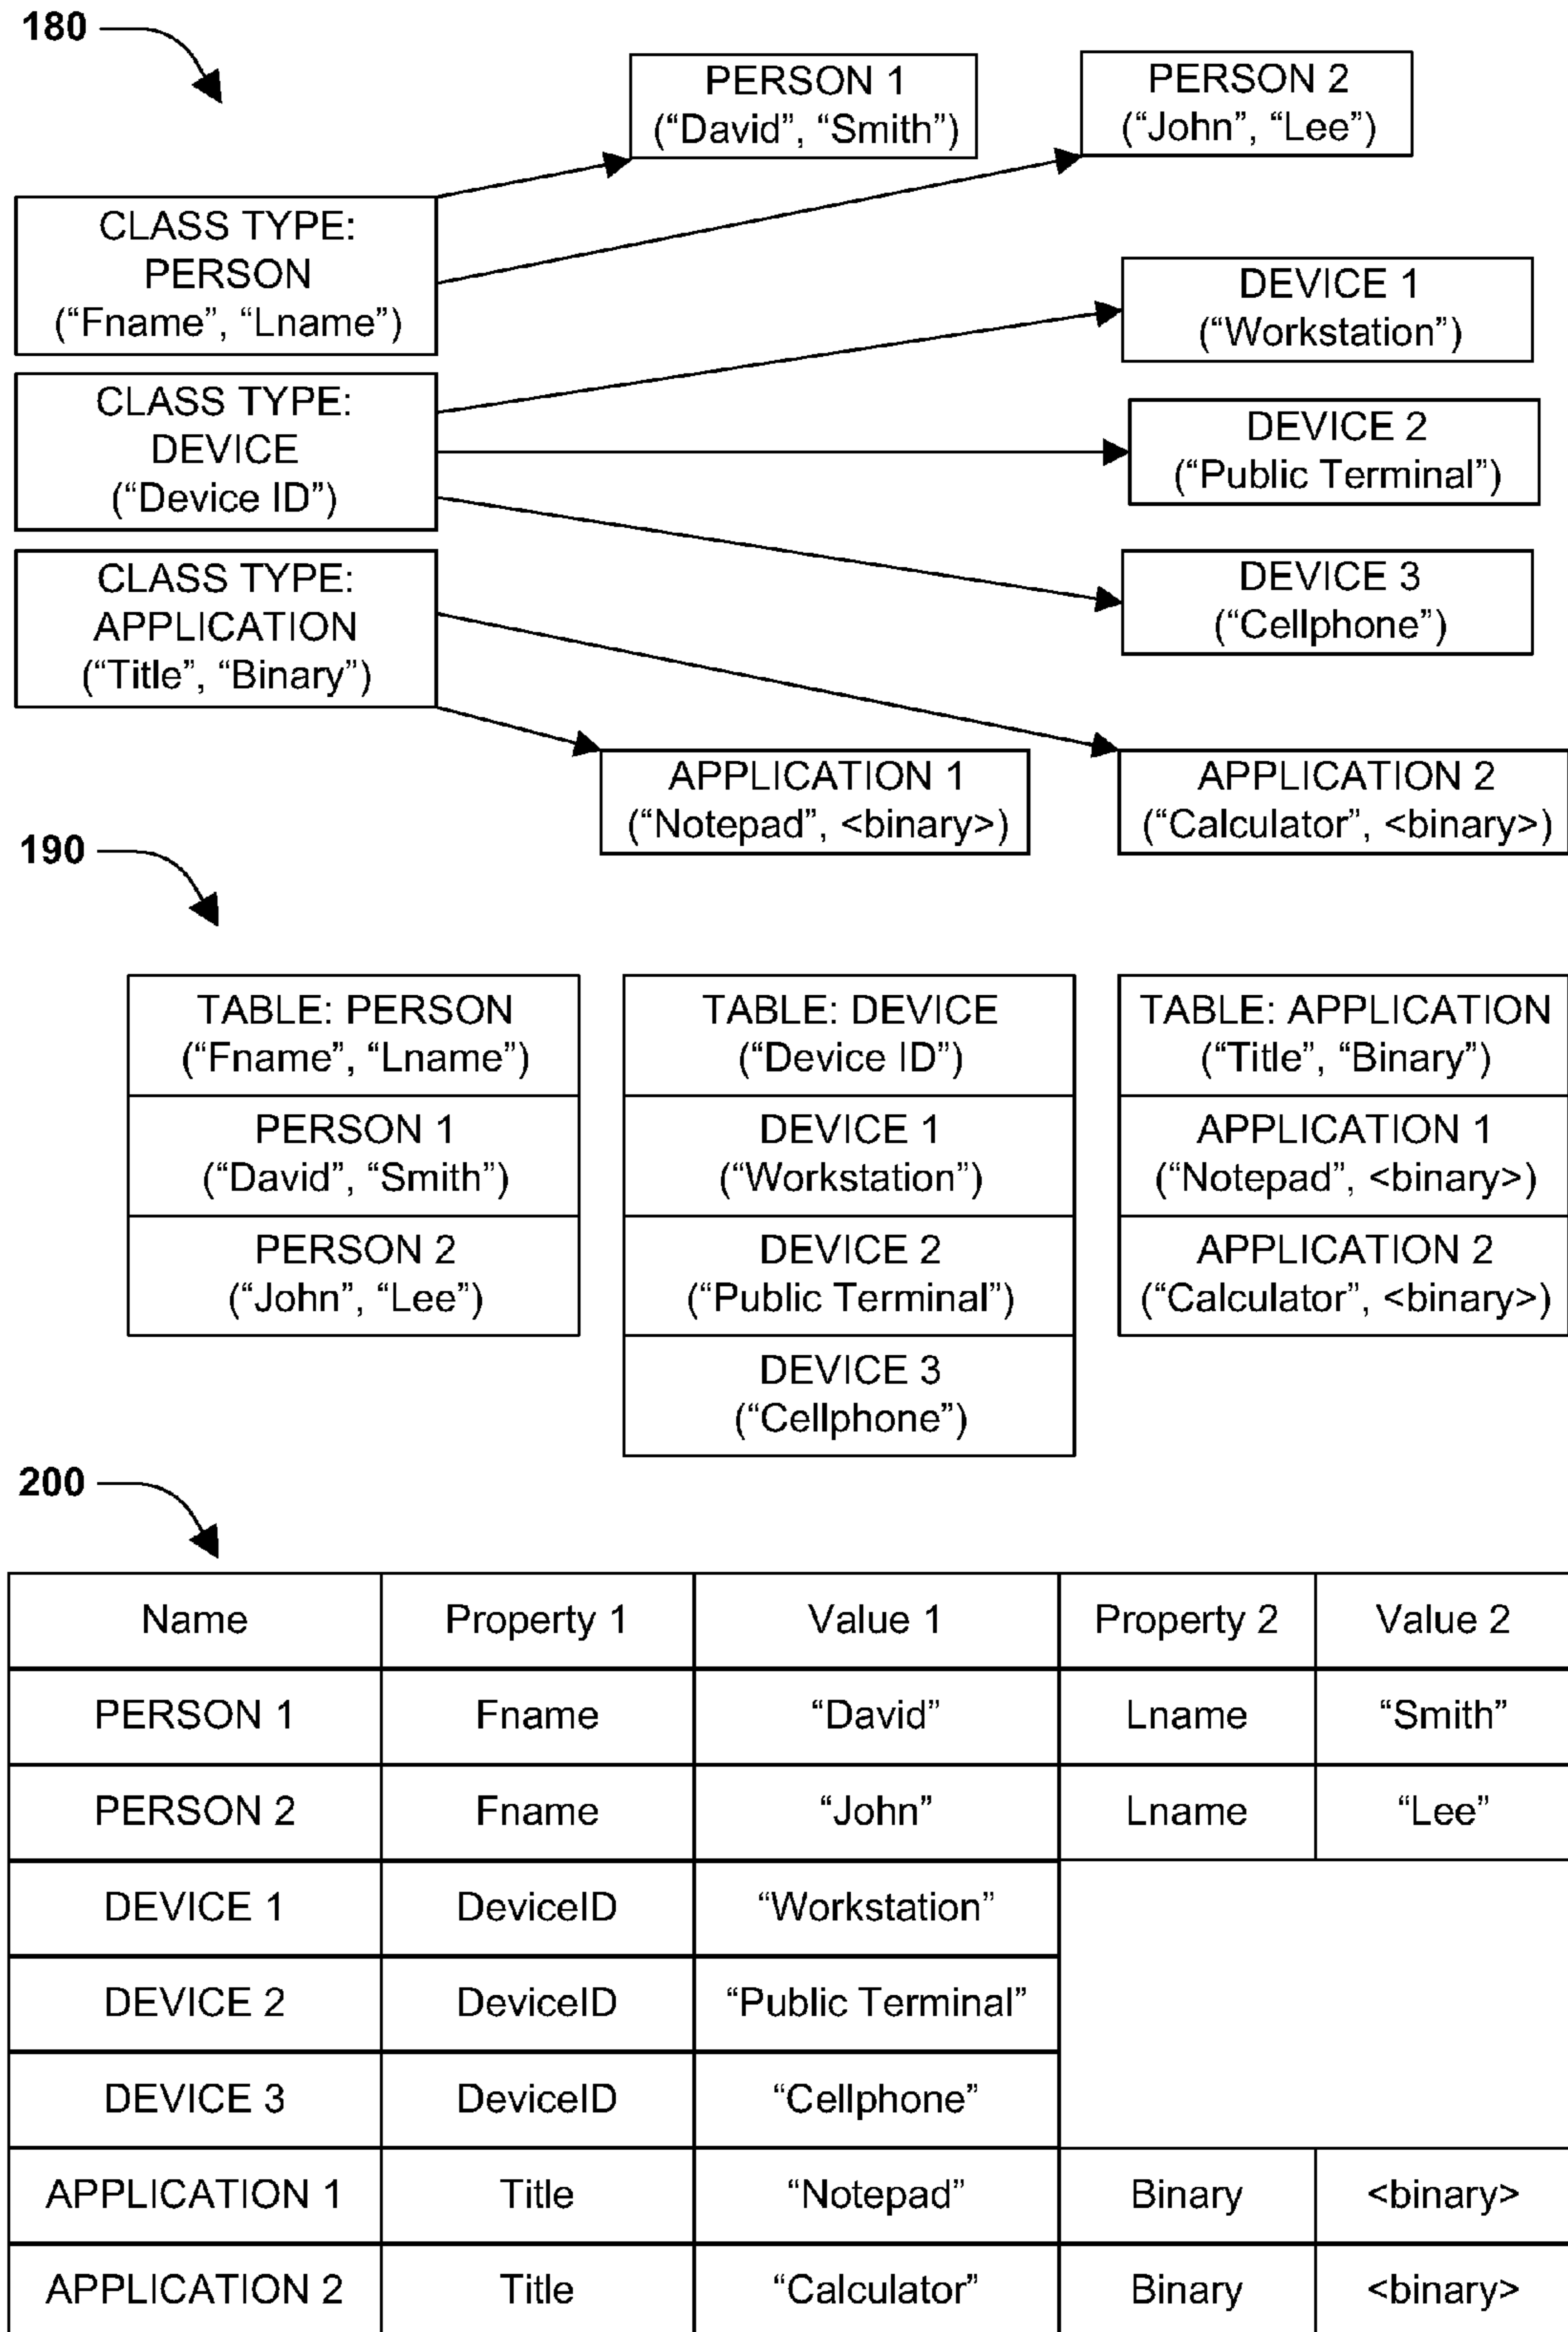 180
PERSON 1
(“David”, “Smith”)
PERSON 2
(“John”, “Lee”)
CLASS TYPE:
PERSON
(“Fname”, “Lname”)
DEVICE 1
(“Workstation”)
CLASS TYPE:
DEVICE
(“Device ID”)
DEVICE 2
(“Public Terminal”)
CLASS TYPE:
APPLICATION
(“Title”, “Binary”)
DEVICE 3
(“Cellphone”)
APPLICATION 1
(“Notepad”, <binary>)
APPLICATION 2
(“Calculator”, <binary>)
190
TABLE: PERSON
(“Fname”, “Lname”)
PERSON 1
(“David”, “Smith”)
PERSON 2
(“John”, “Lee”)
TABLE: DEVICE
(“Device ID”)
DEVICE 1
(“Workstation”)
DEVICE 2
(“Public Terminal”)
DEVICE 3
(“Cellphone”)
TABLE: APPLICATION
(“Title”, “Binary”)
APPLICATION 1
(“Notepad”, <binary>)
APPLICATION 2
(“Calculator”, <binary>)
200
Name Property 1 Value 1 Property 2 Value 2
PERSON 1 Fname “David” Lname “Smith”
PERSON 2 Fname “John” Lname “Lee”
DEVICE 1 DeviceID “Workstation”
DEVICE 2 DeviceID “Public Terminal”
DEVICE 3 DeviceID “Cellphone”
APPLICATION 1 Title “Notepad” Binary <binary>
APPLICATION 2 Title “Calculator” Binary <binary>